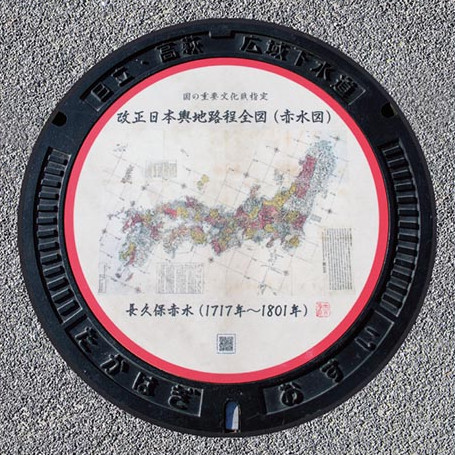 日立・高萩 広域下水道
国の重要文化財指定
改正日本輿地路程全図(赤水図)
長久保赤水(1717年～1801年)
たかはぎ
おすい